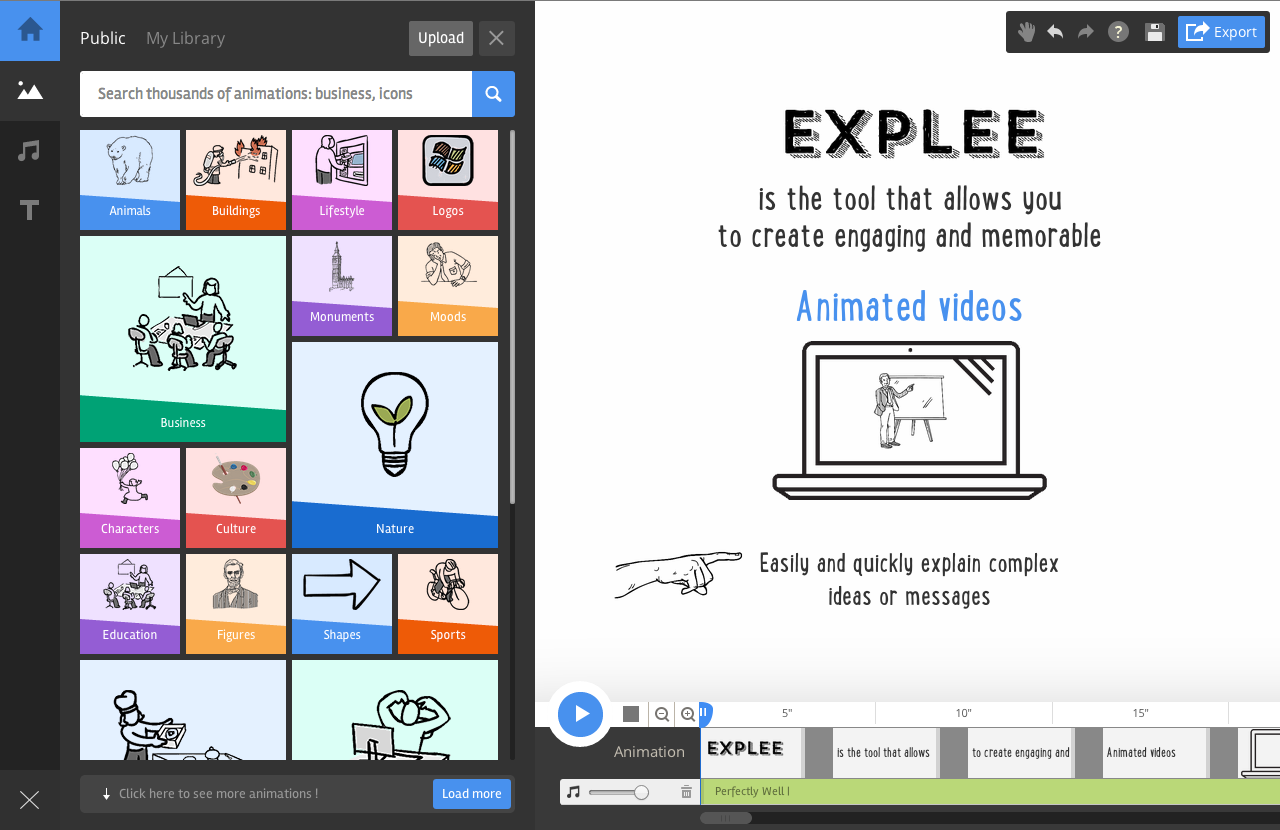 Public
My Library
Upload
Search thousands of animations: business, icons
Animals
Buildings
Lifestyle
Logos
Business
Monuments
Moods
Nature
Characters
Culture
Education
Figures
Shapes
Sports
Click here to see more animations !
Load more
?
Export
EXPLEE
is the tool that allows you
to create engaging and memorable
Animated videos
Easily and quickly explain complex
ideas or messages
5"
10"
15"
Animation
EXPLEE
is the tool that allows
to create engaging and
Animated videos
Perfectly Well |